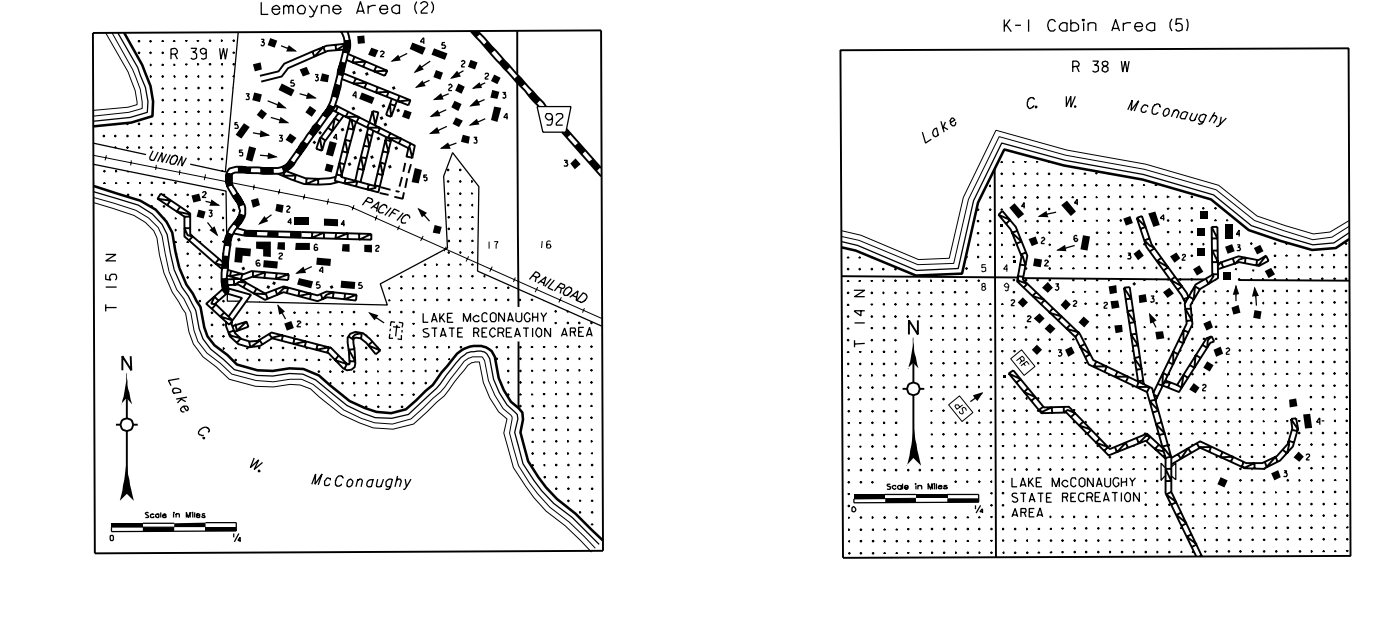 Lemoyne Area (2)
R 39 W
92
UNION
PACIFIC
RAILROAD
17
16
T 15 N
LAKE McCONAUGHY
STATE RECREATION AREA
T
N
Lake
C.
W.
McConaughy
Scale in Miles
0
1/4
K-1 Cabin Area (5)
R 38 W
Lake
C.
W.
McConaughy
5
4
8
9
T 14 N
N
RF
SP
Scale in Miles
0
1/4
LAKE McCONAUGHY
STATE RECREATION
AREA